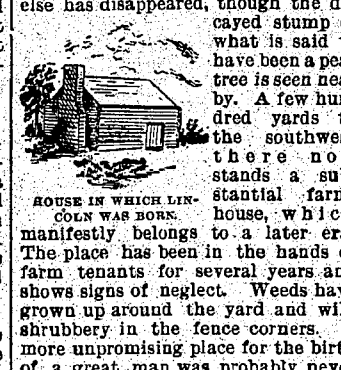 else has disappeared, though the d
cayed stump
what is said
have been a pea
tree is seen nea
by. A few hun
dred yards t
the southwe
there no
stands a su
HOUSE IN WHICH LIN-
COLN WAS BORN.
stantial farm
house, whic
manifestly belongs to a later er
The place has been in the hands o
farm tenants for several years an
shows signs of neglect. Weeds hav
grown up around the yard and wil
shrubbery in the fence corners.
more unpromising place for the birt
of a great man was probably neve